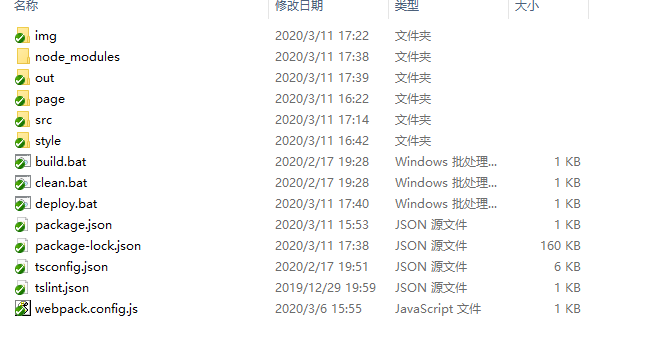 名称 修改日期 类型 大小
img 2020/3/11 17:22 文件夹
node_modules 2020/3/11 17:38 文件夹
out 2020/3/11 17:39 文件夹
page 2020/3/11 16:22 文件夹
src 2020/3/11 17:14 文件夹
style 2020/3/11 16:42 文件夹
build.bat 2020/2/17 19:28 Windows 批处理... 1 KB
clean.bat 2020/2/17 19:28 Windows 批处理... 1 KB
deploy.bat 2020/3/11 17:40 Windows 批处理... 1 KB
package.json 2020/3/11 15:53 JSON 源文件 1 KB
package-lock.json 2020/3/11 17:38 JSON 源文件 160 KB
tsconfig.json 2020/2/17 19:51 JSON 源文件 6 KB
tslint.json 2019/12/29 19:59 JSON 源文件 1 KB
webpack.config.js 2020/3/6 15:55 JavaScript 文件 1 KB